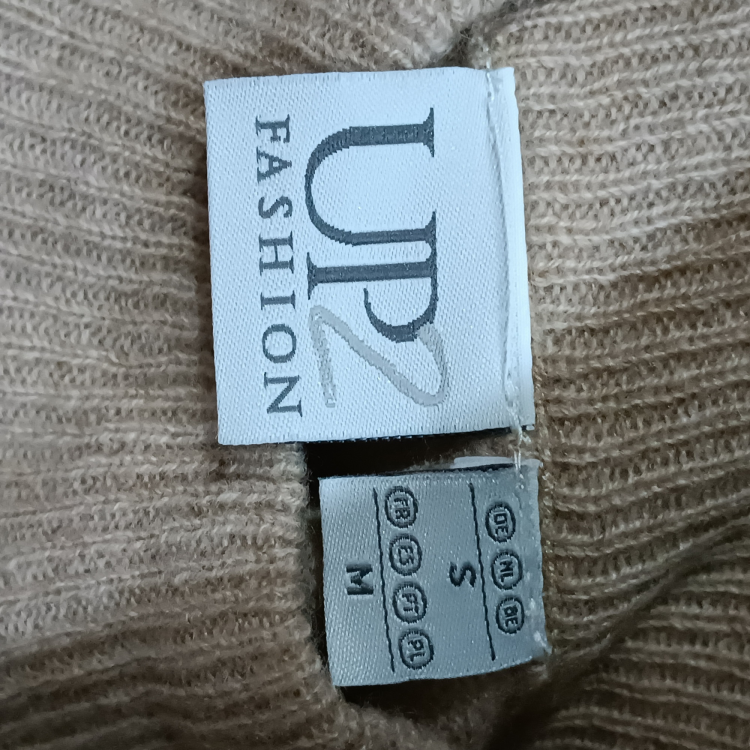 UP2
FASHION
DE NL BE
S
FR ES PT PL
M